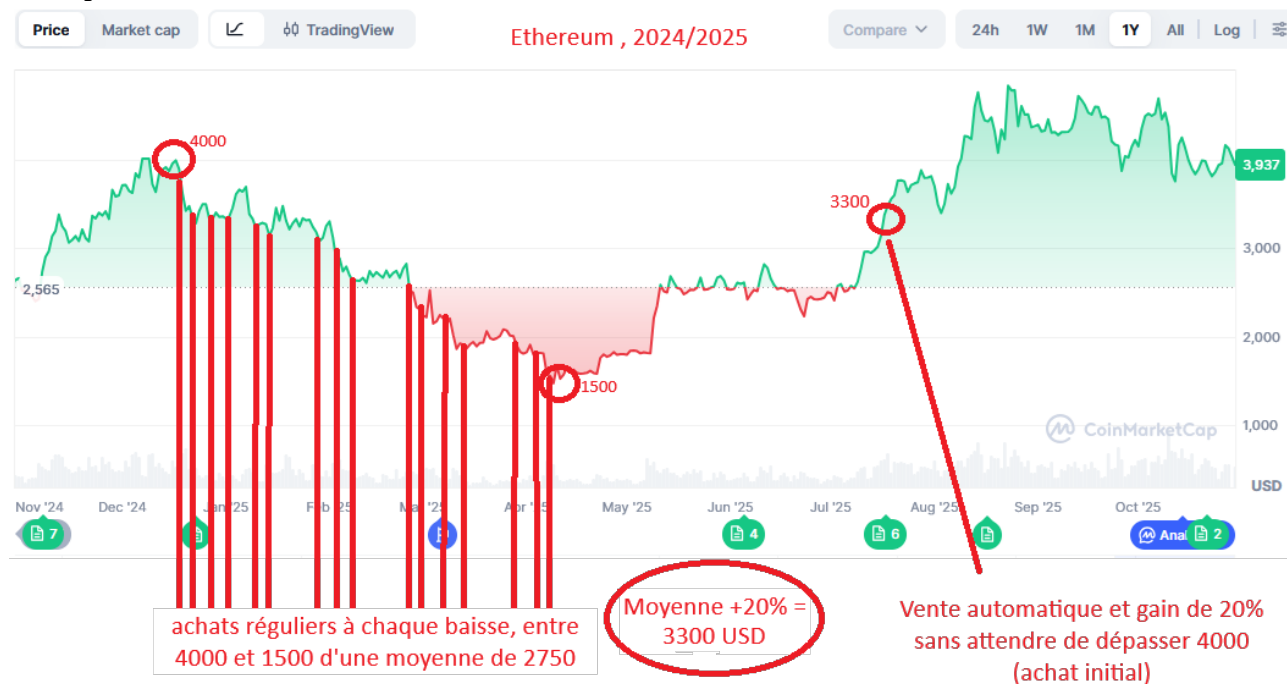 Price Market cap TradingView Ethereum , 2024/2025 Compare 24h 1W 1M 1Y All Log
4000
3,937
3300
3,000
2,565
2,000
1500
CoinMarketCap
1,000
USD
Nov '24 Dec '24 Jan '25 Feb '25 Apr '25 May '25 Jun '25 Jul '25 Aug '25 Sep '25 Oct '25
7 4 6 2
achats réguliers à chaque baisse, entre
4000 et 1500 d'une moyenne de 2750
Moyenne +20% =
3300 USD
Vente automatique et gain de 20%
sans attendre de dépasser 4000
(achat initial)